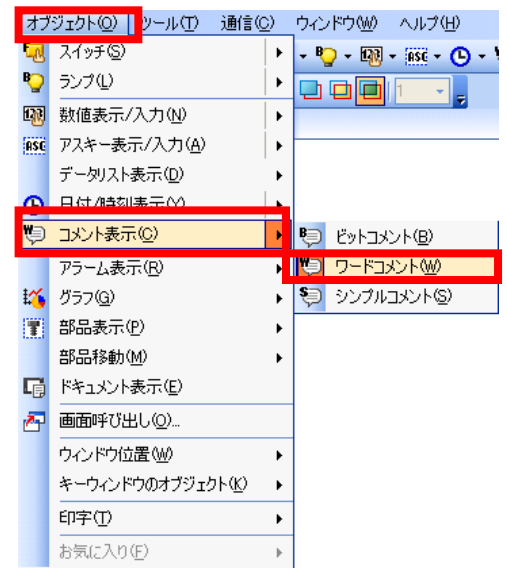 オブジェクト(O) ツール(T) 通信(C) ウィンドウ(W) ヘルプ(H)
スイッチ(S)
ランプ(L)
数値表示/入力(N)
アスキー表示/入力(A)
データリスト表示(D)
日付/時刻表示(Y)
コメント表示(C)
ビットコメント(B)
ワードコメント(W)
シンプルコメント(S)
アラーム表示(R)
グラフ(G)
部品表示(P)
部品移動(M)
ドキュメント表示(E)
画面呼び出し(O)...
ウィンドウ位置(W)
キーウィンドウのオブジェクト(K)
印字(T)
お気に入り(F)
ASC
1